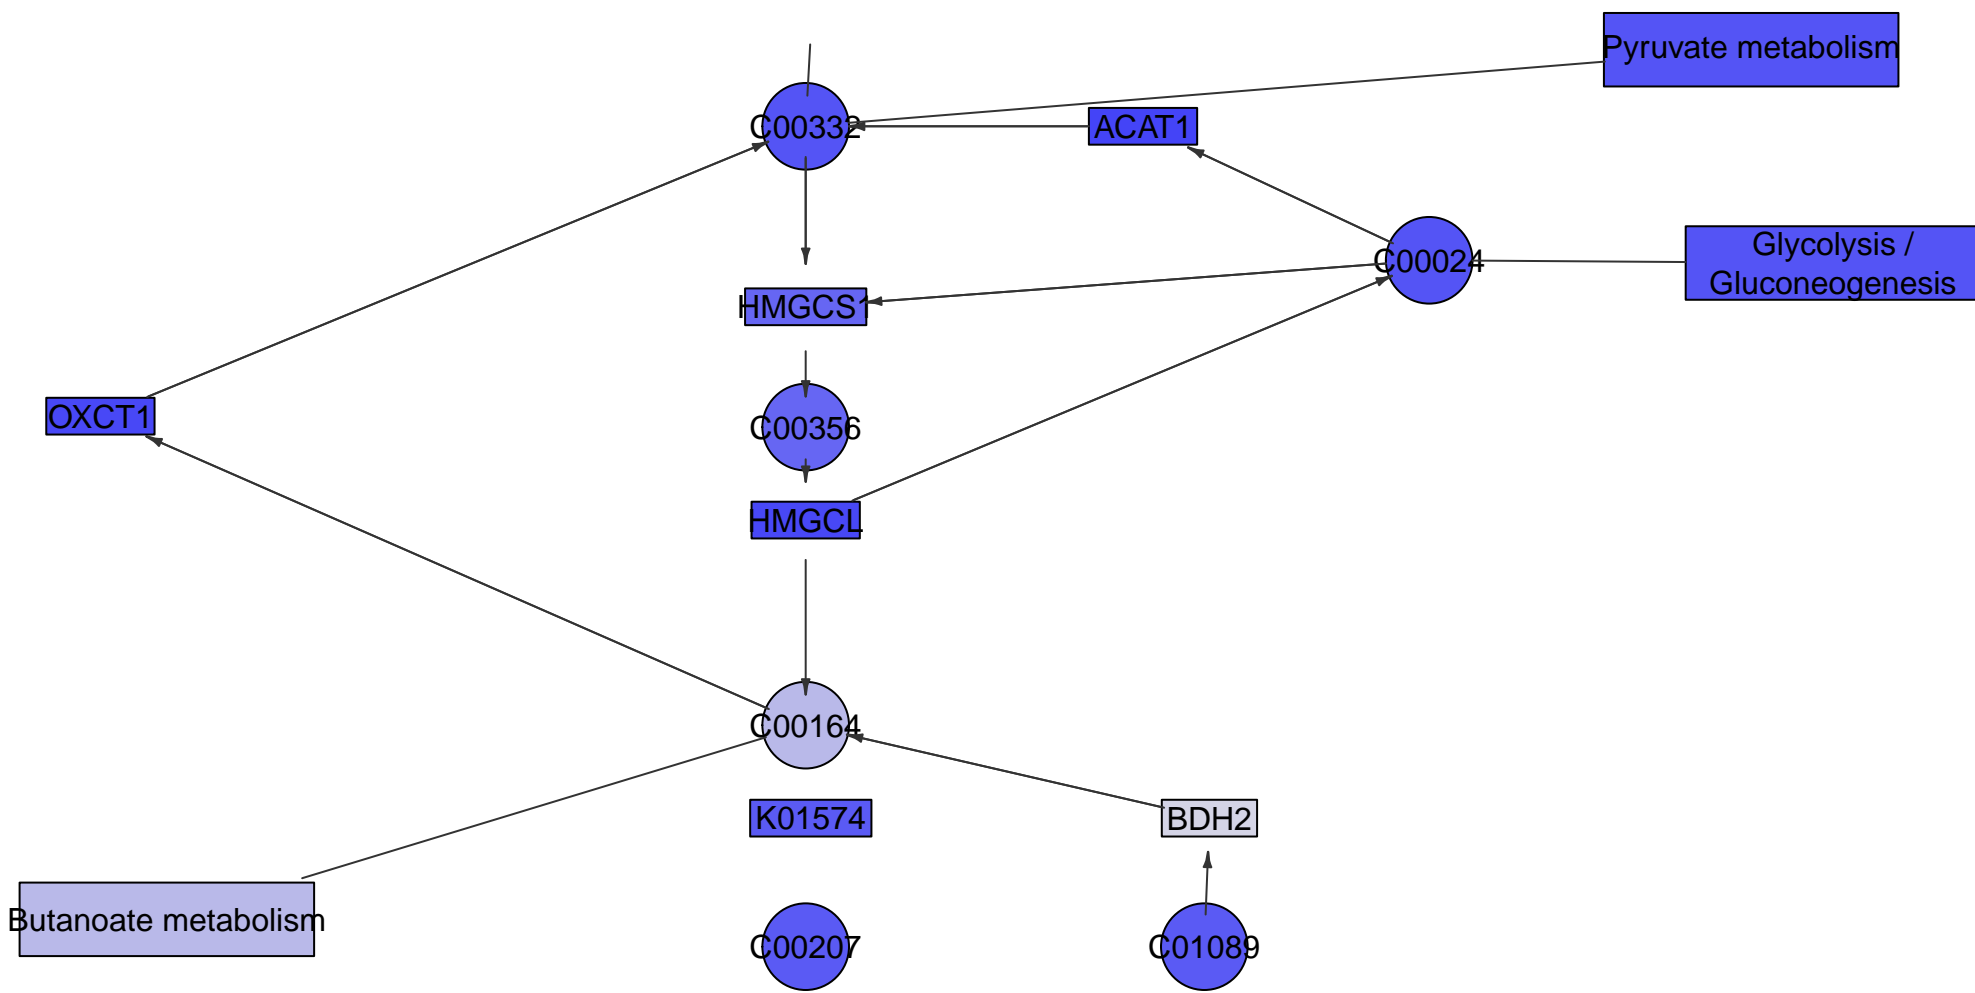 Pyruvate metabolism
C00332
ACAT1
Glycolysis /
Gluconeogenesis
C00024
HMGCS1
OXCT1
C00356
HMGCL
C00164
K01574
BDH2
Butanoate metabolism
C00207
C01089